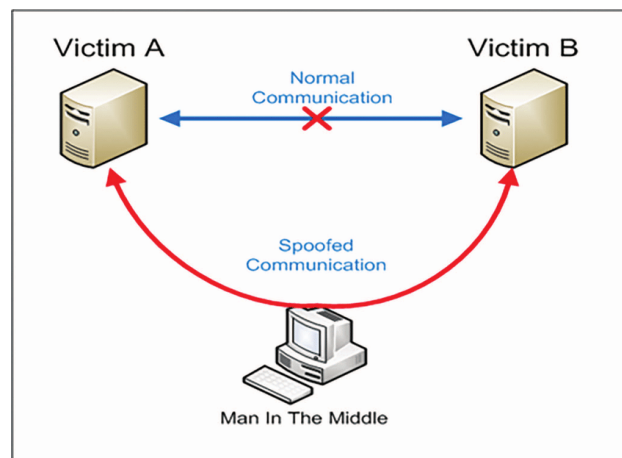 Victim A
Victim B
Normal
Communication
Spoofed
Communication
Man In The Middle